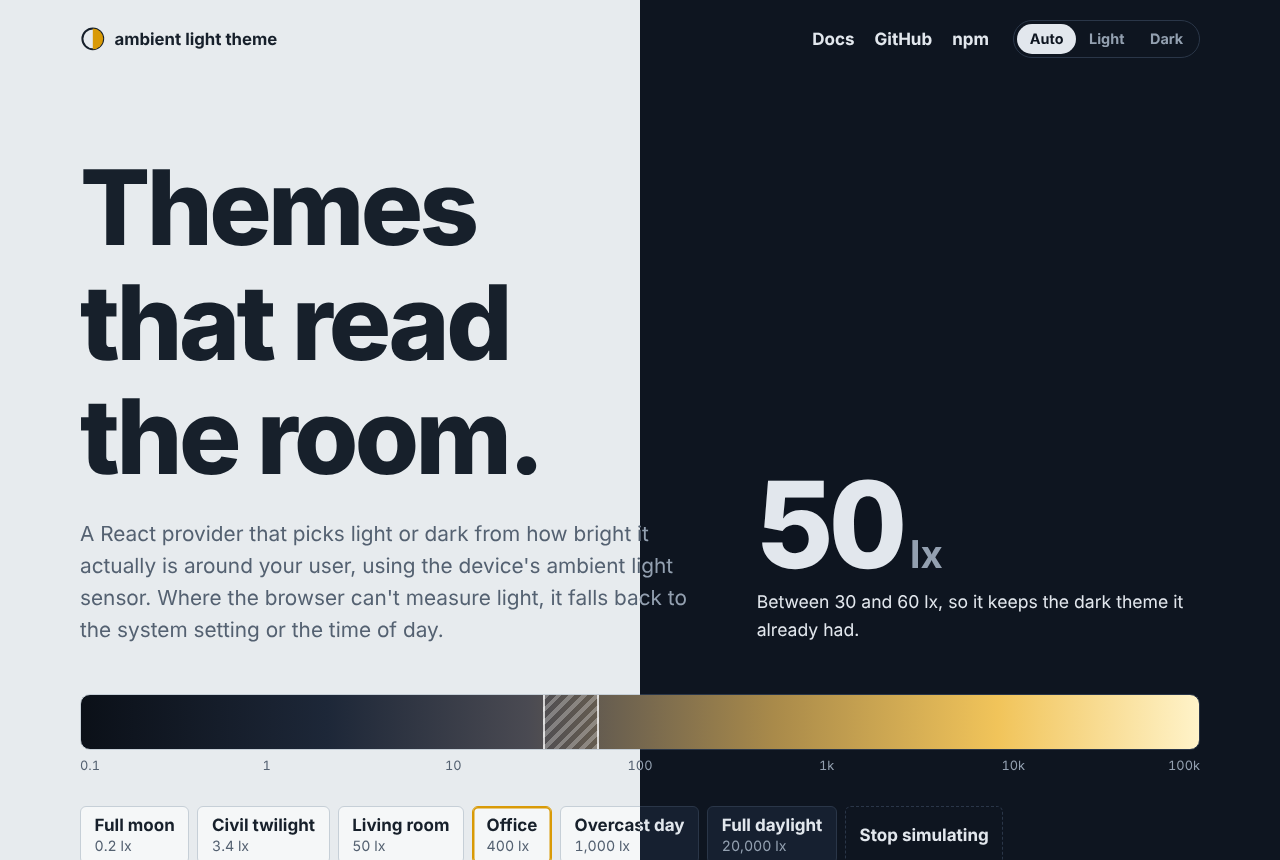 ambient light theme
Docs GitHub npm Auto Light Dark
Themes
that read
the room.
A React provider that picks light or dark from how bright it
actually is around your user, using the device's ambient light
sensor. Where the browser can't measure light, it falls back to
the system setting or the time of day.
50 lx
Between 30 and 60 lx, so it keeps the dark theme it
already had.
0.1 1 10 100 1k 10k 100k
Full moon Civil twilight Living room Office Overcast day Full daylight Stop simulating
0.2 lx 3.4 lx 50 lx 400 lx 1,000 lx 20,000 lx